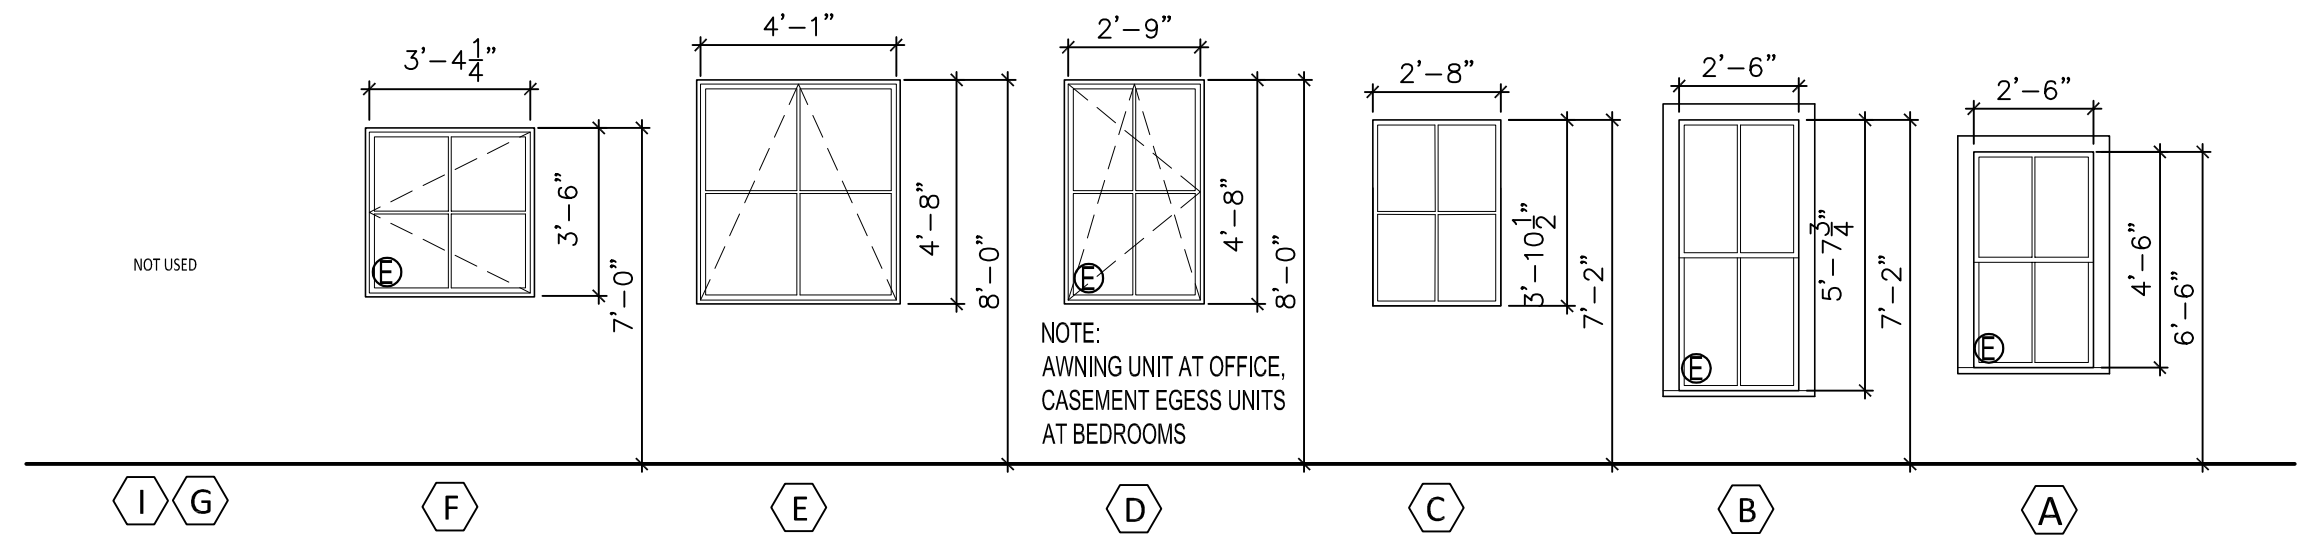 NOT USED
I
G
3'-4 1/4"
3'-6"
7'-0"
E
F
4'-1"
4'-8"
8'-0"
E
2'-9"
4'-8"
8'-0"
E
NOTE:
AWNING UNIT AT OFFICE,
CASEMENT EGESS UNITS
AT BEDROOMS
D
2'-8"
3'-10 1/2"
7'-2"
C
2'-6"
5'-7 3/4"
7'-2"
E
B
2'-6"
4'-6"
6'-6"
E
A